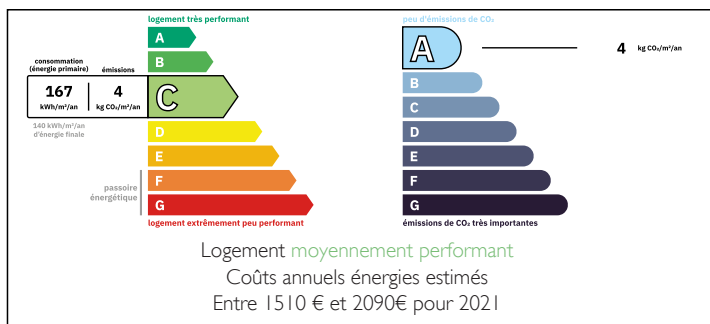 logement très performant
A
B
consommation
(énergie primaire)
émissions
167
kWh/m²/an
4
kg CO₂/m²/an
C
140 kWh/m²/an
d'énergie finale
D
E
passoire
énergétique
F
G
logement extrêmement peu performant
peu d'émissions de CO₂
A
4 kg CO₂/m²/an
B
C
D
E
F
G
émissions de CO₂ très importantes
Logement moyennement performant
Coûts annuels énergies estimés
Entre 1510 € et 2090€ pour 2021